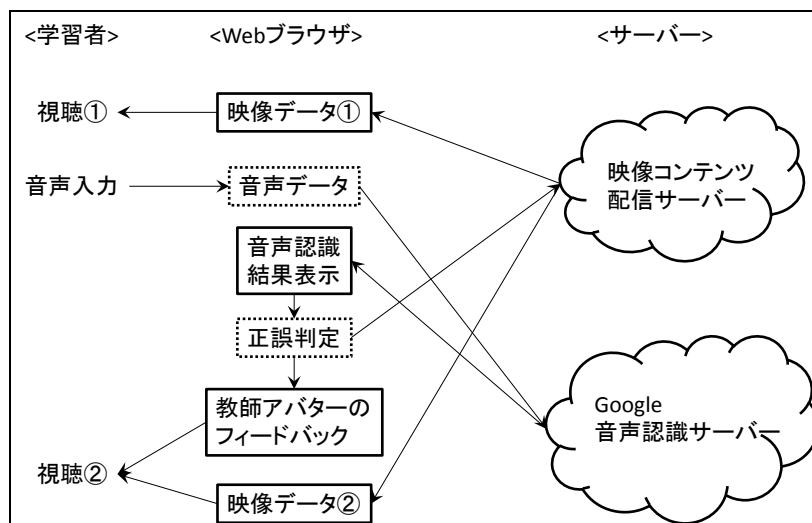 <学習者>
<Webブラウザ>
<サーバー>
視聴①
映像データ①
音声入力
音声データ
映像コンテンツ
配信サーバー
音声認識
結果表示
正誤判定
教師アバターの
フィードバック
Google
音声認識サーバー
視聴②
映像データ②